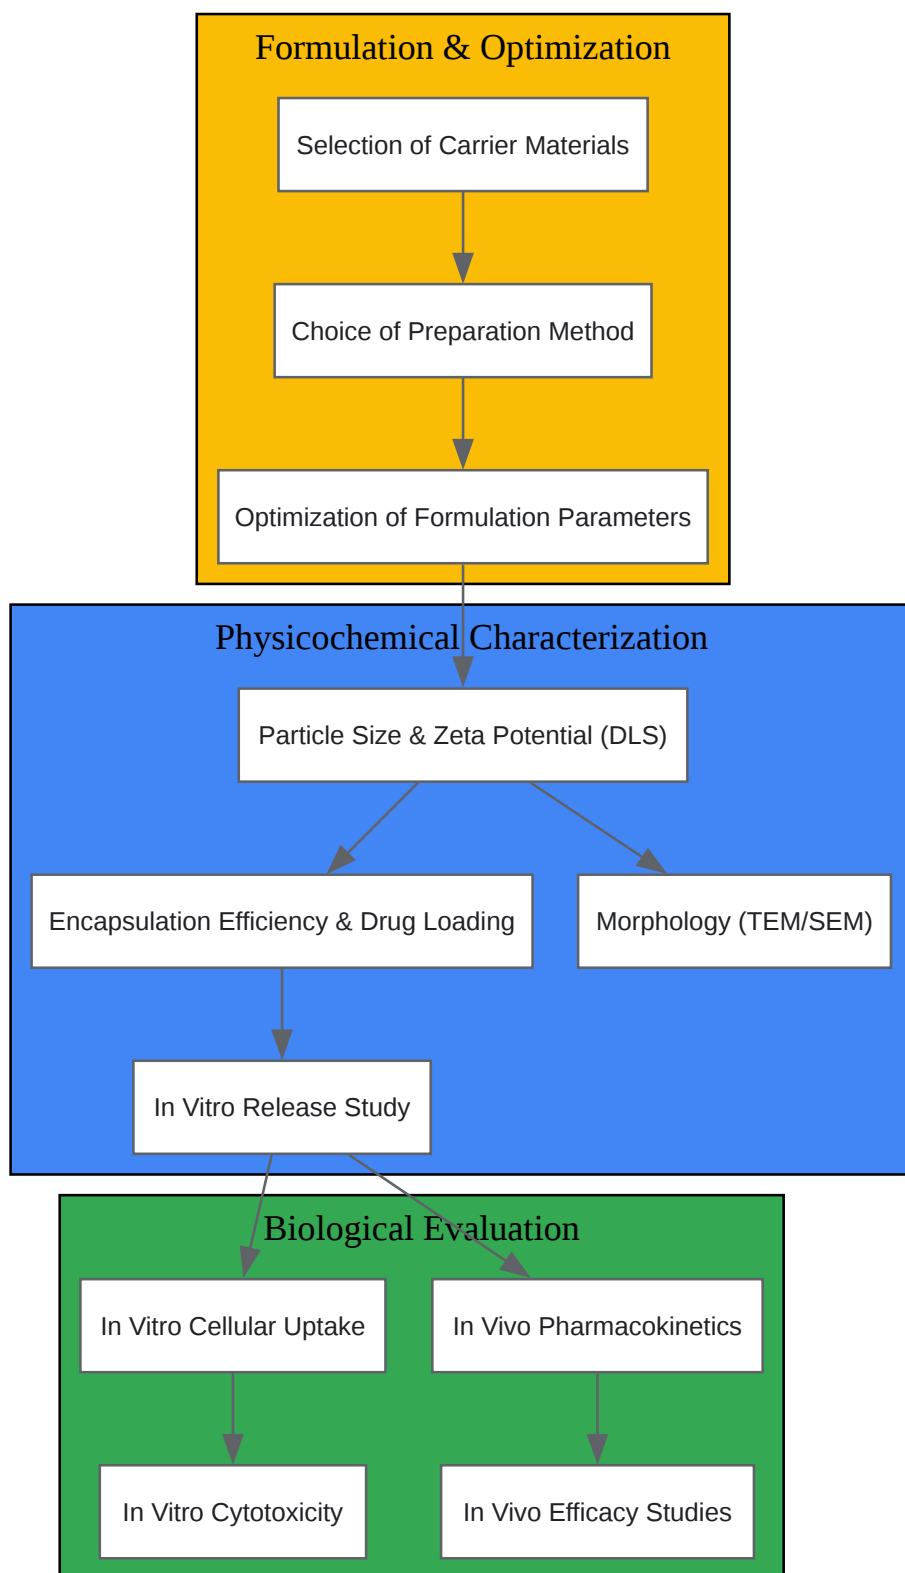 Formulation & Optimization
Selection of Carrier Materials
Choice of Preparation Method
Optimization of Formulation Parameters
Physicochemical Characterization
Particle Size & Zeta Potential (DLS)
Encapsulation Efficiency & Drug Loading
Morphology (TEM/SEM)
In Vitro Release Study
Biological Evaluation
In Vitro Cellular Uptake
In Vivo Pharmacokinetics
In Vitro Cytotoxicity
In Vivo Efficacy Studies